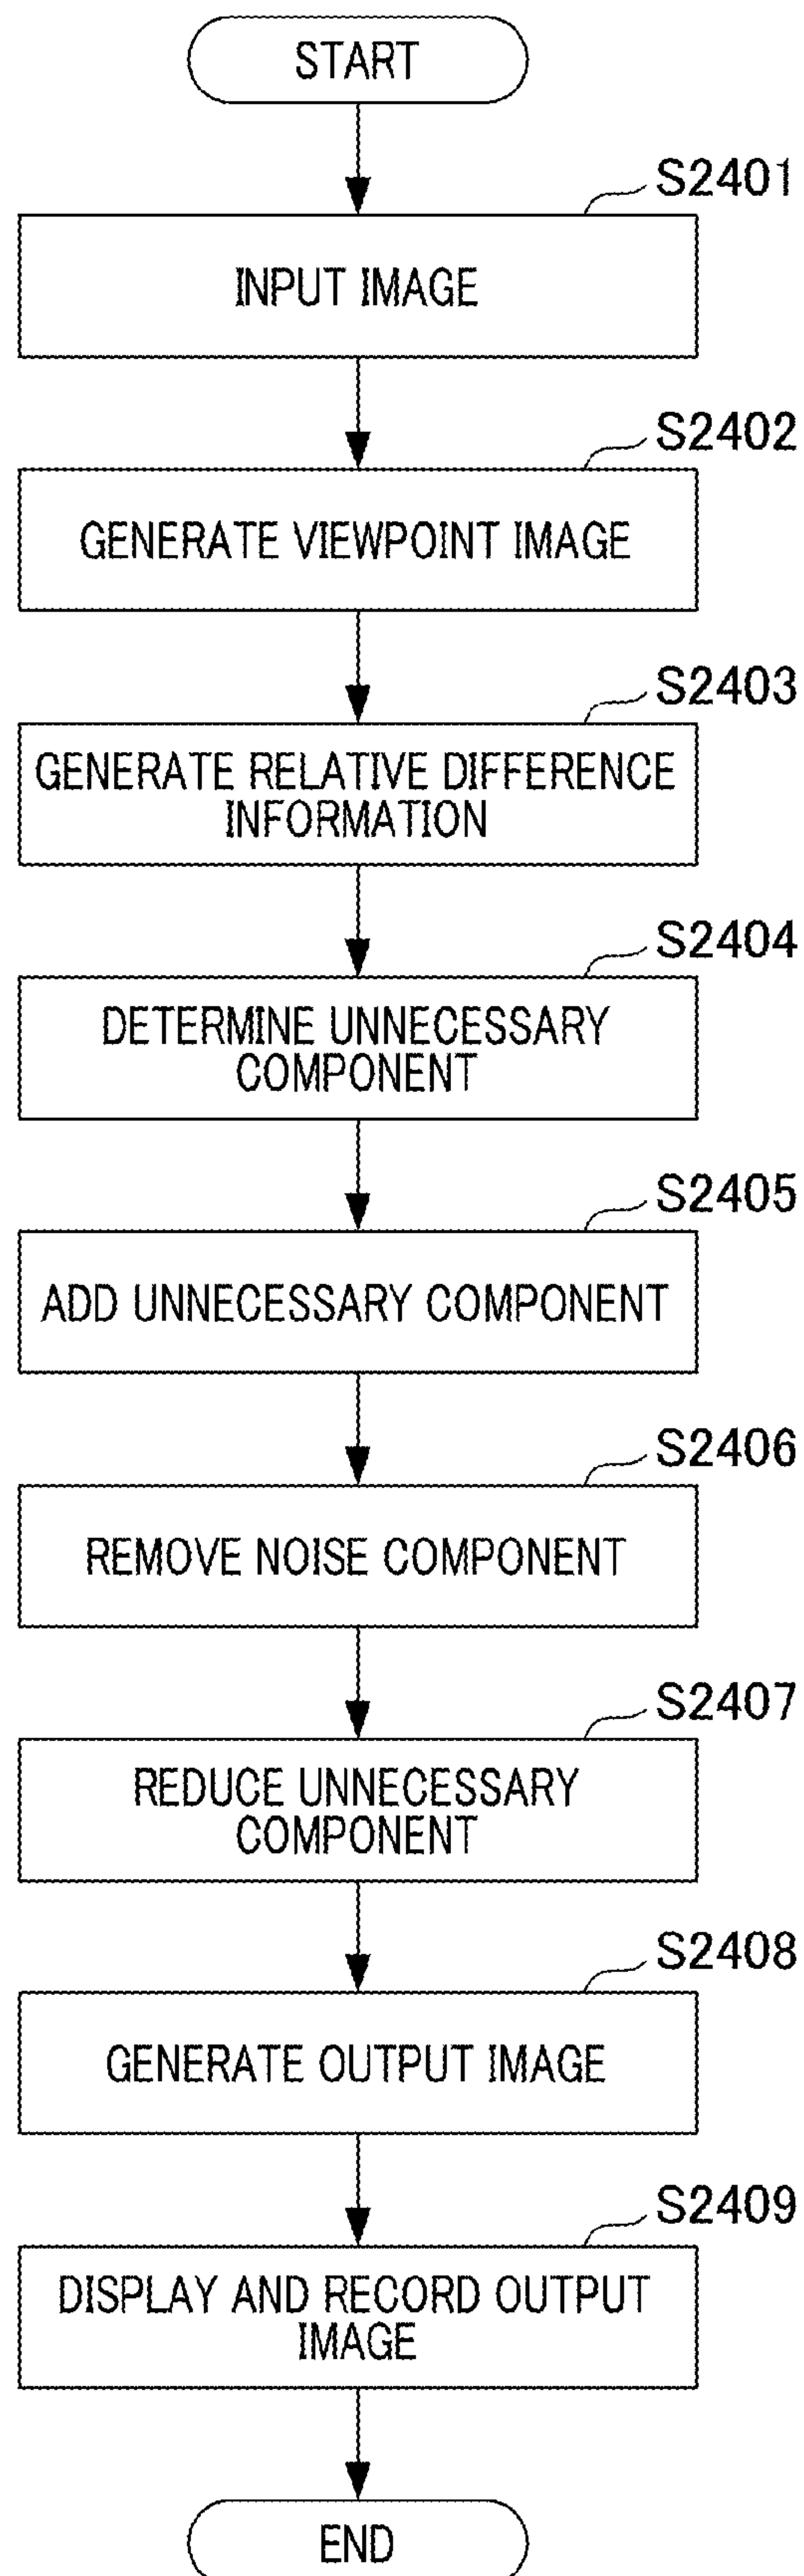 START
S2401
INPUT IMAGE
S2402
GENERATE VIEWPOINT IMAGE
S2403
GENERATE RELATIVE DIFFERENCE
INFORMATION
S2404
DETERMINE UNNECESSARY
COMPONENT
S2405
ADD UNNECESSARY COMPONENT
S2406
REMOVE NOISE COMPONENT
S2407
REDUCE UNNECESSARY
COMPONENT
S2408
GENERATE OUTPUT IMAGE
S2409
DISPLAY AND RECORD OUTPUT
IMAGE
END